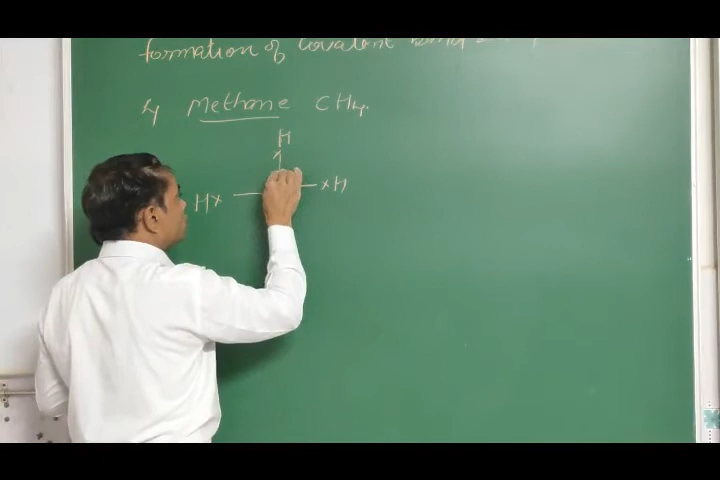 formation of covalent
4 Methane CH4.
H
x
Hx xH